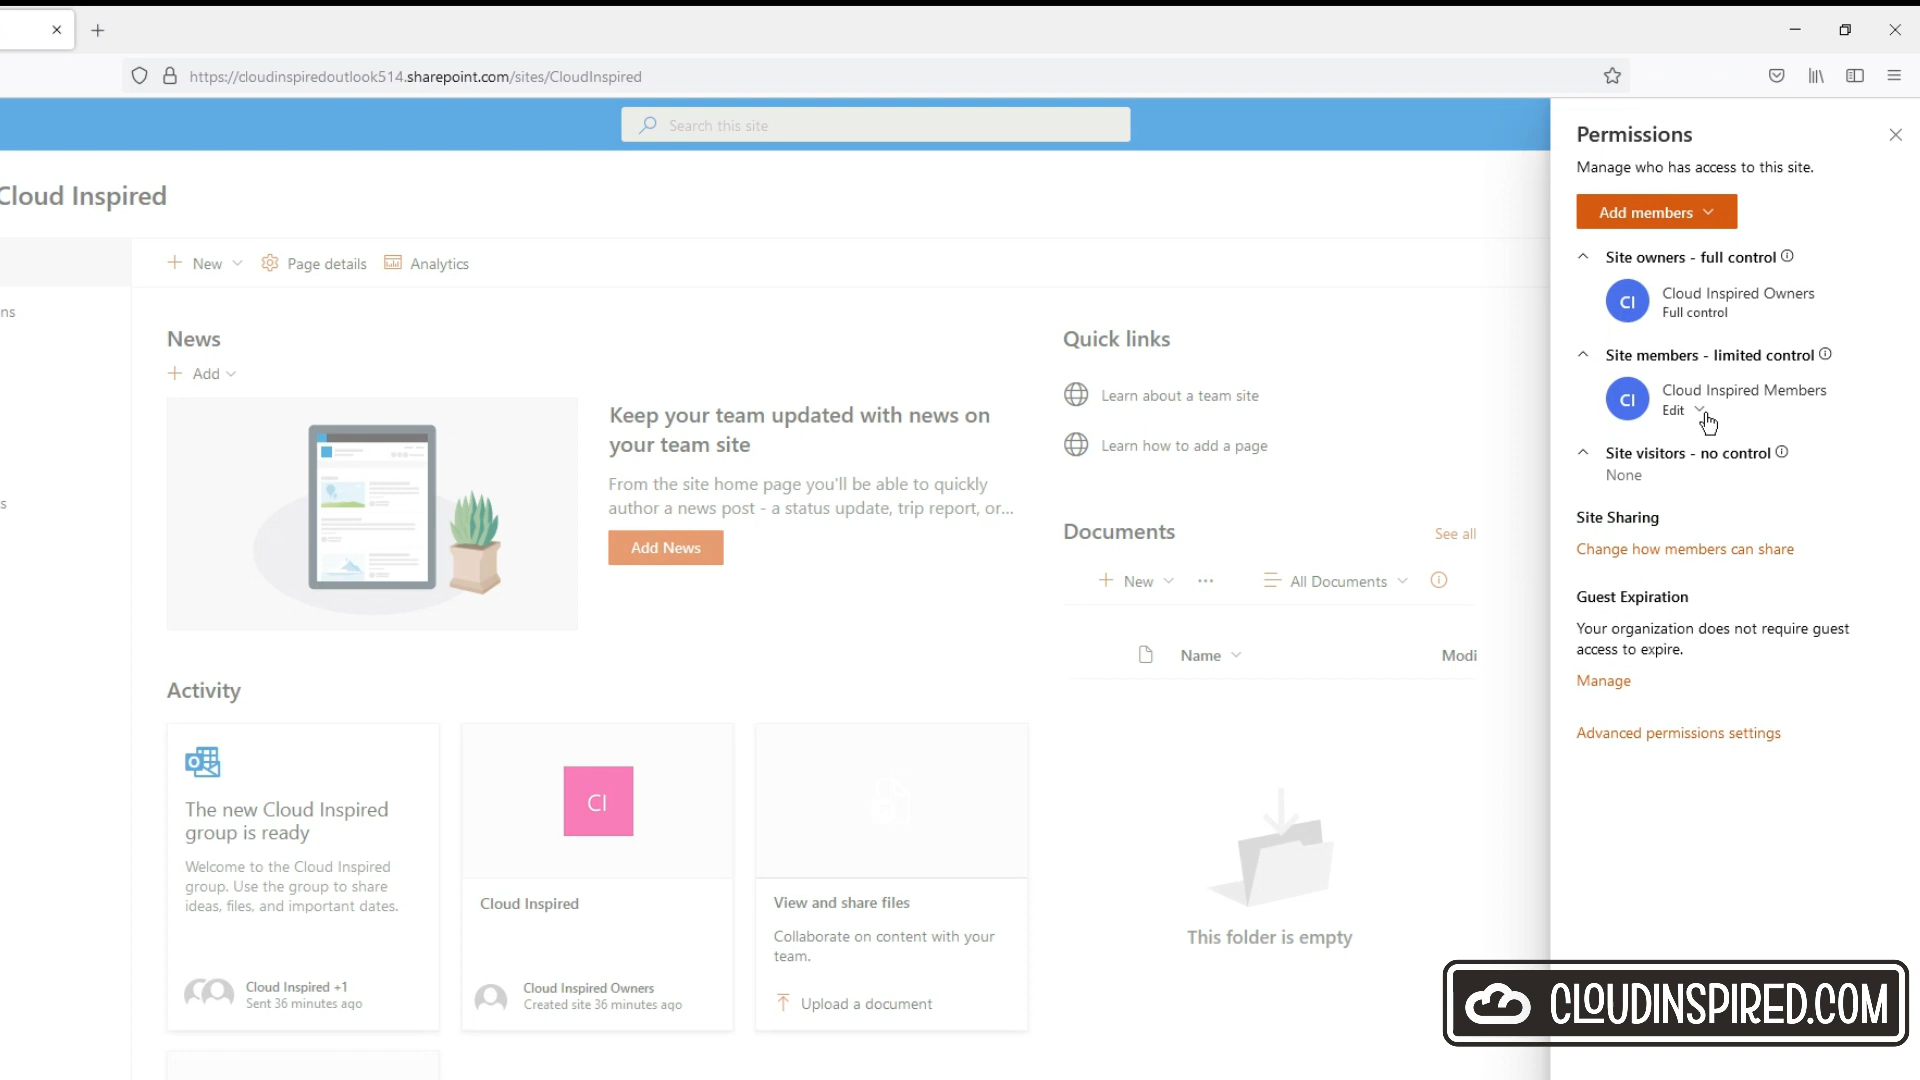 https://cloudinspiredoutlook514.sharepoint.com/sites/CloudInspired
Search this site
Cloud Inspired
New
Page details
Analytics
ns
s
News
Add
Keep your team updated with news on
your team site
From the site home page you'll be able to quickly
author a news post - a status update, trip report, or...
Add News
Quick links
Learn about a team site
Learn how to add a page
Documents
See all
New
All Documents
Name
Modi
This folder is empty
Activity
The new Cloud Inspired
group is ready
Welcome to the Cloud Inspired
group. Use the group to share
ideas, files, and important dates.
Cloud Inspired +1
Sent 36 minutes ago
CI
Cloud Inspired
Cloud Inspired Owners
Created site 36 minutes ago
View and share files
Collaborate on content with your
team.
Upload a document
Permissions
Manage who has access to this site.
Add members
Site owners - full control
CI
Cloud Inspired Owners
Full control
Site members - limited control
CI
Cloud Inspired Members
Edit
Site visitors - no control
None
Site Sharing
Change how members can share
Guest Expiration
Your organization does not require guest
access to expire.
Manage
Advanced permissions settings
CLOUDINSPIRED.COM